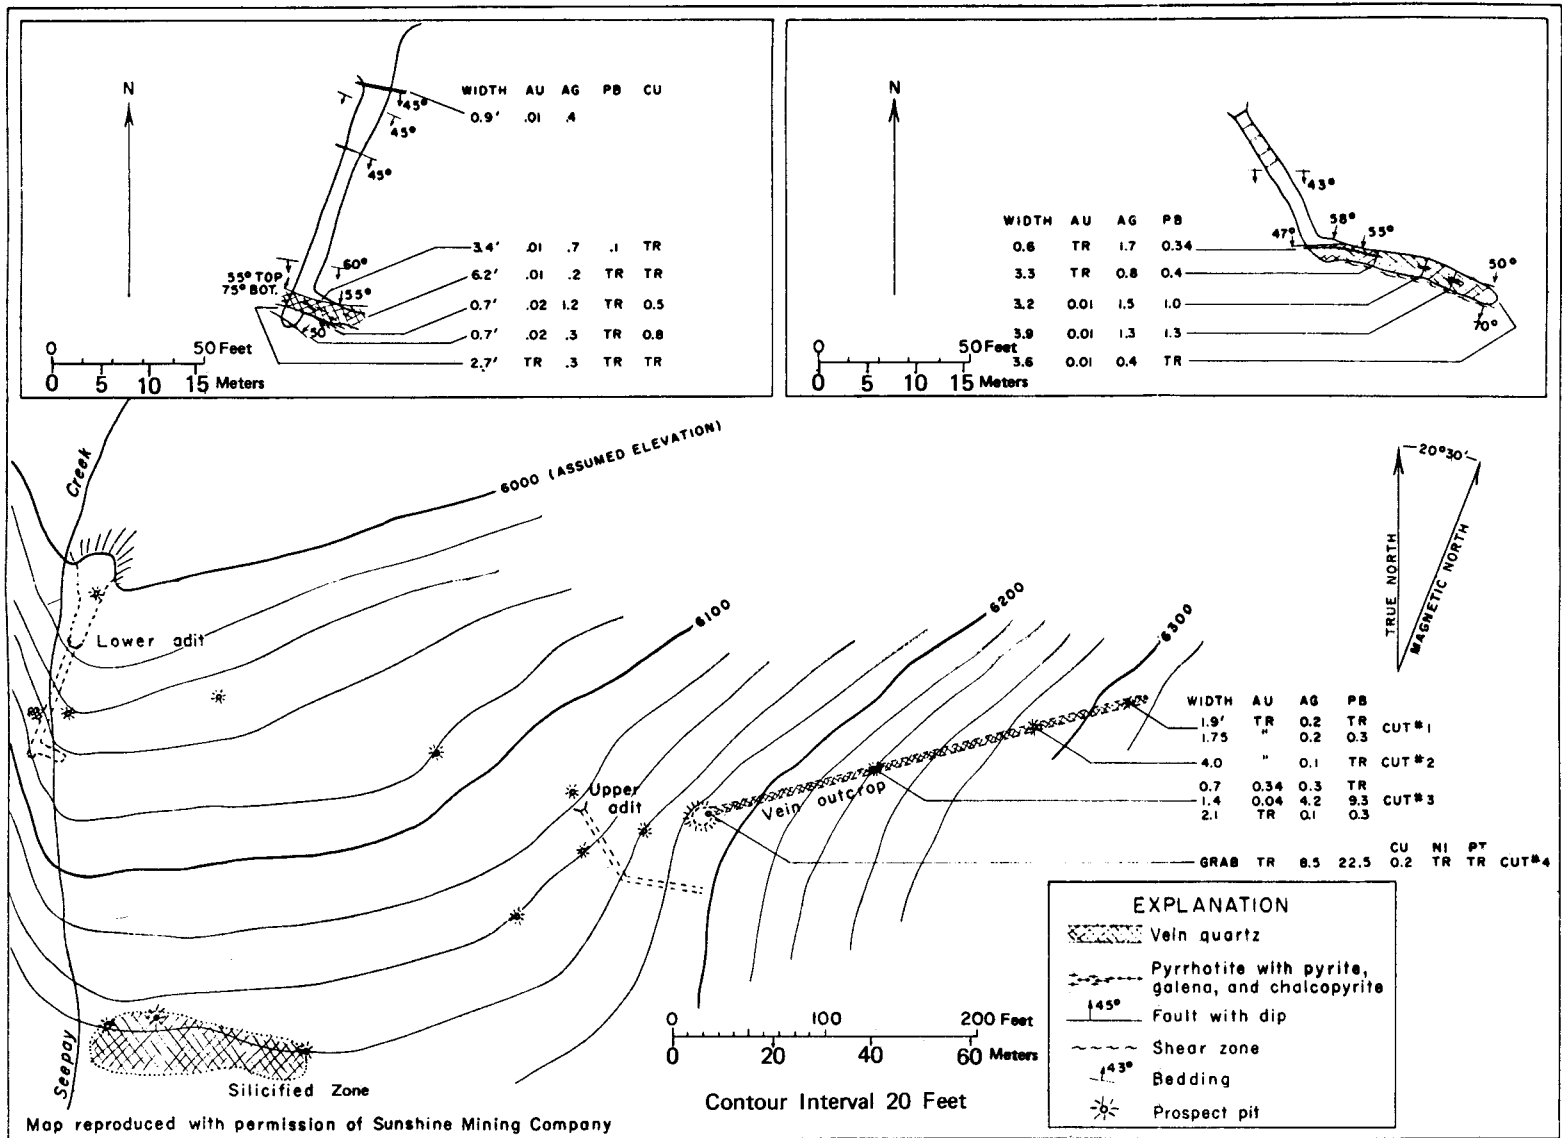 N
WIDTH AU AG PB CU
0.9' .01 .4
45°
45°
45°
3.4' .01 .7 .1 TR
6.2' .01 .2 TR TR
0.7' .02 1.2 TR 0.5
0.7' .02 .3 TR 0.8
2.7' TR .3 TR TR
60°
55° TOP
75° BOT.
55°
50°
0 50 Feet
0 5 10 15 Meters
N
43°
WIDTH AU AG PB
0.6 TR 1.7 0.34
3.3 TR 0.8 0.4
3.2 0.01 1.5 1.0
3.9 0.01 1.3 1.3
3.6 0.01 0.4 TR
47°
58°
55°
50°
70°
0 50 Feet
0 5 10 15 Meters
Creek
6000 (ASSUMED ELEVATION)
20°30'
TRUE NORTH
MAGNETIC NORTH
6100
6200
6300
Lower adit
Upper adit
Vein outcrop
WIDTH AU AG PB
1.9' TR 0.2 TR
1.75 " 0.2 0.3 CUT #1
4.0 " 0.1 TR CUT #2
0.7 0.34 0.3 TR
1.4 0.04 4.2 9.3 CUT #3
2.1 TR 0.1 0.3
CU NI PT
GRAB TR 8.5 22.5 0.2 TR TR CUT #4
EXPLANATION
Vein quartz
Pyrrhotite with pyrite,
galena, and chalcopyrite
45°
Fault with dip
Shear zone
43°
Bedding
Prospect pit
0 100 200 Feet
0 20 40 60 Meters
Contour Interval 20 Feet
Seepay
Silicified Zone
Map reproduced with permission of Sunshine Mining Company